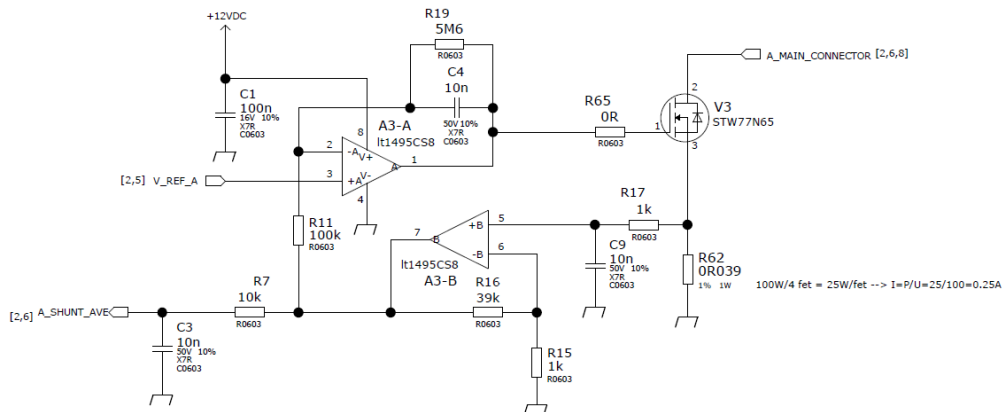 +12VDC
R19
5M6
R0603
C4
10n
50V 10%
X7R
C0603
A_MAIN_CONNECTOR [2,6,8]
C1
100n
16V 10%
X7R
C0603
A3-A
lt1495CS8
8
2
-A
V+
A
1
3
+A
V-
4
[2,5] V_REF_A
R65
0R
R0603
2
1
3
V3
STW77N65
R11
100k
R0603
7
B
+B
5
-B
6
lt1495CS8
A3-B
R17
1k
R0603
C9
10n
50V 10%
X7R
C0603
R62
0R039
1% 1W
100W/4 fet = 25W/fet --> I=P/U=25/100=0.25A
R7
10k
R0603
R16
39k
R0603
[2,6] A_SHUNT_AVE
C3
10n
50V 10%
X7R
C0603
R15
1k
R0603